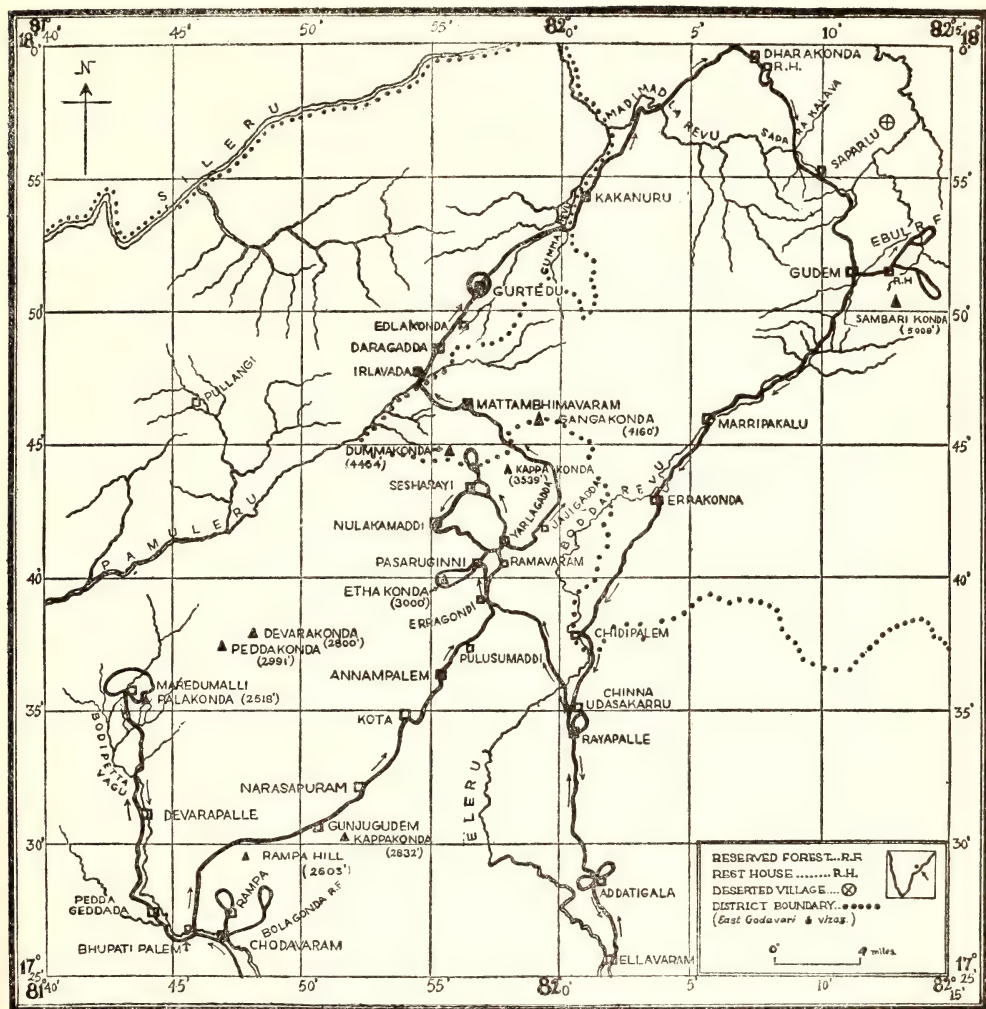 81° 82° 18°
40' 45' 50' 55' 0' 5' 10' 15'
0' 0'
N
DHARAKONDA
R.H.
MADIMADILA REVU
SADARA KALAVA
SAPARLU
SILERU
55' 55'
KAKANURU
GUMMA
EBUL R.F
GUDEM
R.H
SAMBARI KONDA
(5008')
GURTEDU
50' 50'
EDLAKONDA
DARAGADDA
IRLAVADA
PULLANGI
MATTAMBHIMAVARAM
GANGAKONDA
(4160')
MARRIPAKALU
45' 45'
DUMMAKONDA
(4464')
KAPPA KONDA
(3539')
SESHARAYI
YARLAGADDA
JAJIGADDA
BODDA REVU
ERRAKONDA
NULAKAMADDI
PAMULERU
PASARUGINNI
RAMAVARAM
40' 40'
ETHA KONDA
(3000')
ERRAGONDI
DEVARAKONDA
(2800')
PEDDAKONDA
(2991')
CHIDIPALEM
PULUSUMADDI
MAREDUMALLI
PALAKONDA (2518')
ANNAMPALEM
CHINNA
UDASAKARRU
35' 35'
KOTA
RAYAPALLE
BODIPETTA
VAGU
NARASAPURAM
ELERU
DEVARAPALLE
GUNJUGUDEM
KAPPAKONDA
(2832')
30' 30'
RAMPA HILL
(2603')
RAMPA
BOLAGONDA R.F
ADDATIGALA
PEDDA
GEDDADA
BHUPATI PALEM
CHODAVARAM
ELLAVARAM
RESERVED FOREST...R.F.
REST HOUSE........R.H.
DESERTED VILLAGE....
DISTRICT BOUNDARY..
(East Godavari & Vizag.)
0 4 miles
17° 17°
25' 25'
40' 45' 50' 55' 0' 5' 10' 15'
81° 82° 82°